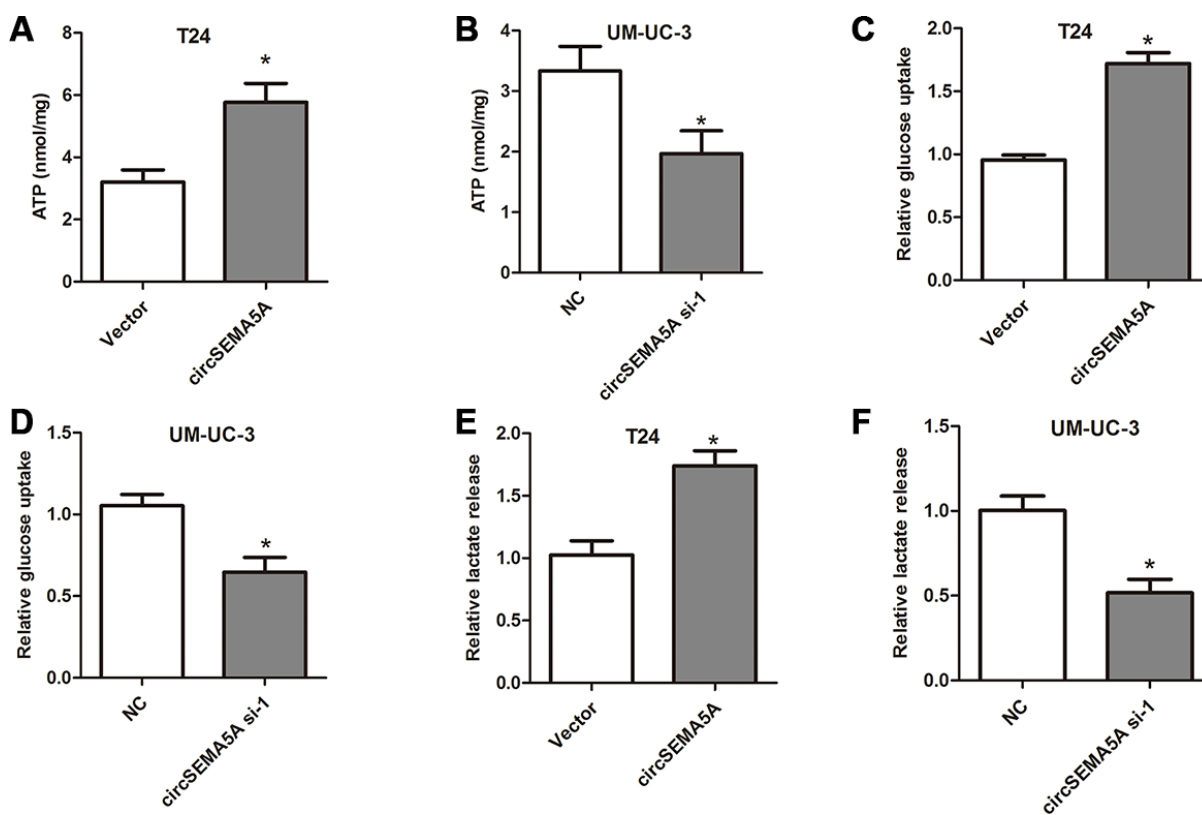 A
T24
ATP (nmol/mg)
8
6
4
2
0
*
Vector
circSEMA5A
B
UM-UC-3
ATP (nmol/mg)
4
3
2
1
0
*
NC
circSEMA5A si-1
C
T24
Relative glucose uptake
2.0
1.5
1.0
0.5
0.0
*
Vector
circSEMA5A
D
UM-UC-3
Relative glucose uptake
1.5
1.0
0.5
0.0
*
NC
circSEMA5A si-1
E
T24
Relative lactate release
2.0
1.5
1.0
0.5
0.0
*
Vector
circSEMA5A
F
UM-UC-3
Relative lactate release
1.5
1.0
0.5
0.0
*
NC
circSEMA5A si-1